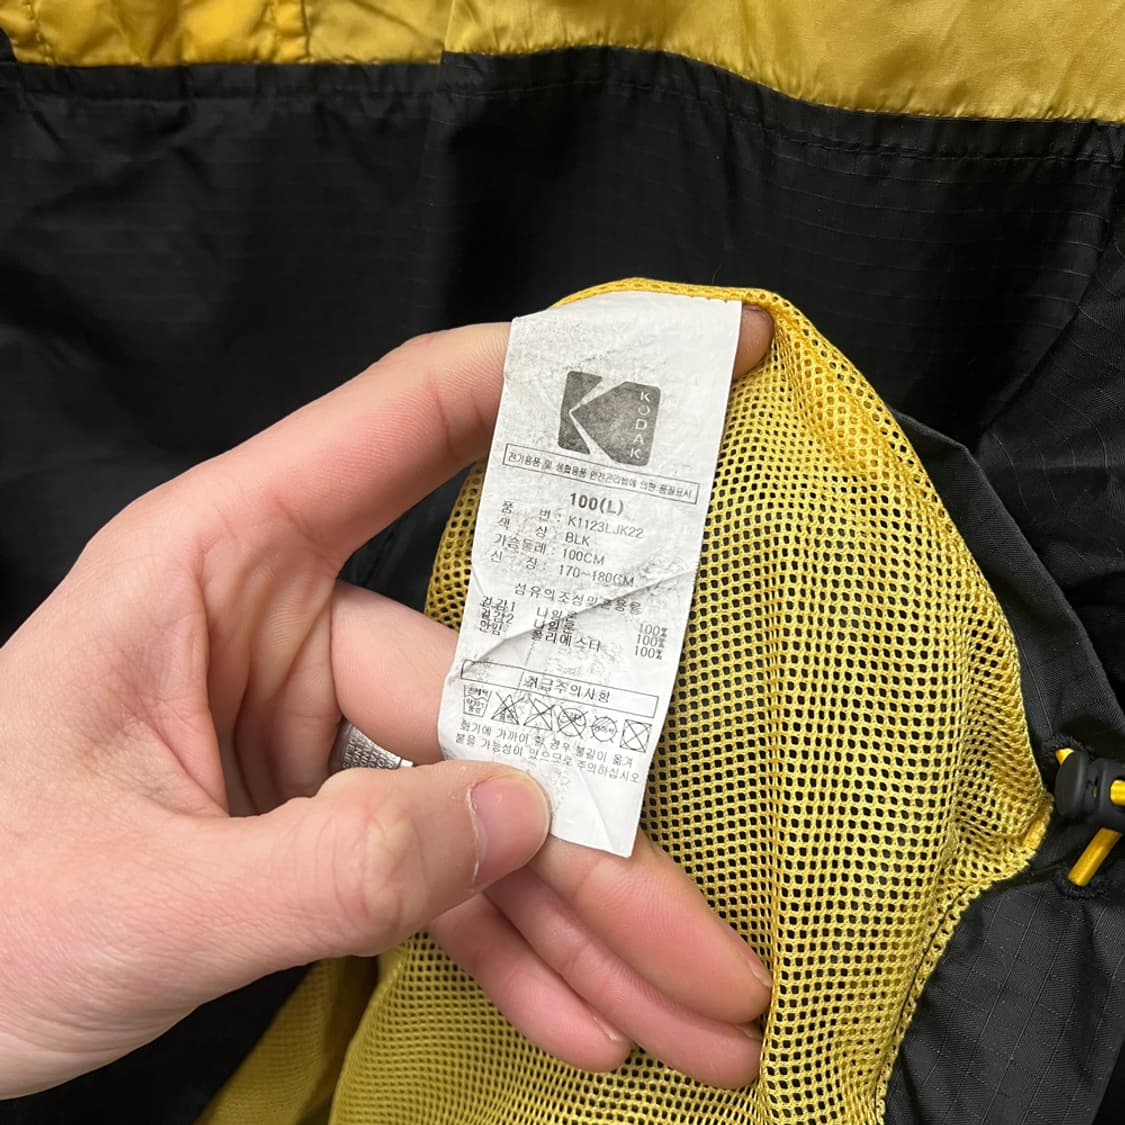 KODAK
전기용품 및 생활용품 안전관리법에 의한 품질표시
100(L)
품 번 : K1123LJK22
색 상 : BLK
가슴둘레 : 100CM
신 장 : 170~180CM
섬유의조성및혼용율
겉감1 나일론 100%
겉감2 나일론 100%
안감 폴리에스터 100%
취급주의사항
화기에 가까이 할 경우 불길이 옮겨
붙을 가능성이 있으므로 주의하십시오